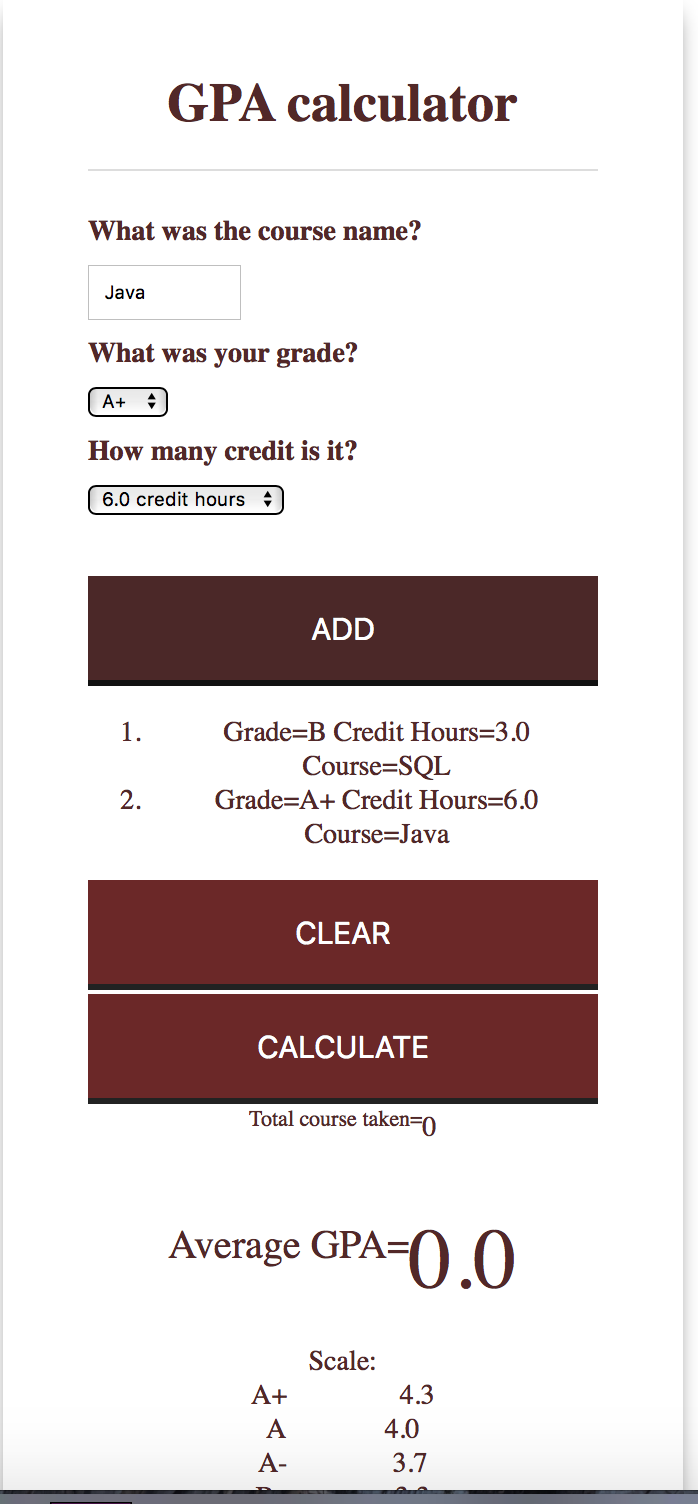 GPA calculator
What was the course name?
Java
What was your grade?
A+
How many credit is it?
6.0 credit hours
ADD
1. Grade=B Credit Hours=3.0
Course=SQL
2. Grade=A+ Credit Hours=6.0
Course=Java
CLEAR
CALCULATE
Total course taken=0
Average GPA=0.0
Scale:
A+ 4.3
A 4.0
A- 3.7